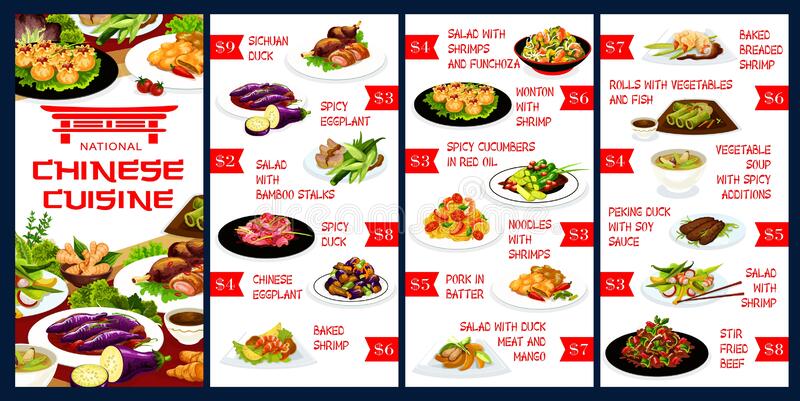 NATIONAL
CHINESE
CUISINE
$9
SICHUAN
DUCK
$3
SPICY
EGGPLANT
$2
SALAD
WITH
BAMBOO STALKS
SPICY
DUCK
$8
$4
CHINESE
EGGPLANT
BAKED
SHRIMP
$6
$4
SALAD WITH
SHRIMPS
AND FUNCHOZA
WONTON
WITH
SHRIMP
$6
SPICY CUCUMBERS
IN RED OIL
$3
NOODLES
WITH
SHRIMPS
$3
$5
PORK IN
BATTER
SALAD WITH DUCK
MEAT AND
MANGO
$7
$7
BAKED
BREADED
SHRIMP
ROLLS WITH VEGETABLES
AND FISH
$6
$4
VEGETABLE
SOUP
WITH SPICY
ADDITIONS
PEKING DUCK
WITH SOY
SAUCE
$5
$3
SALAD
WITH
SHRIMP
STIR
FRIED
BEEF
$8
dreamstime